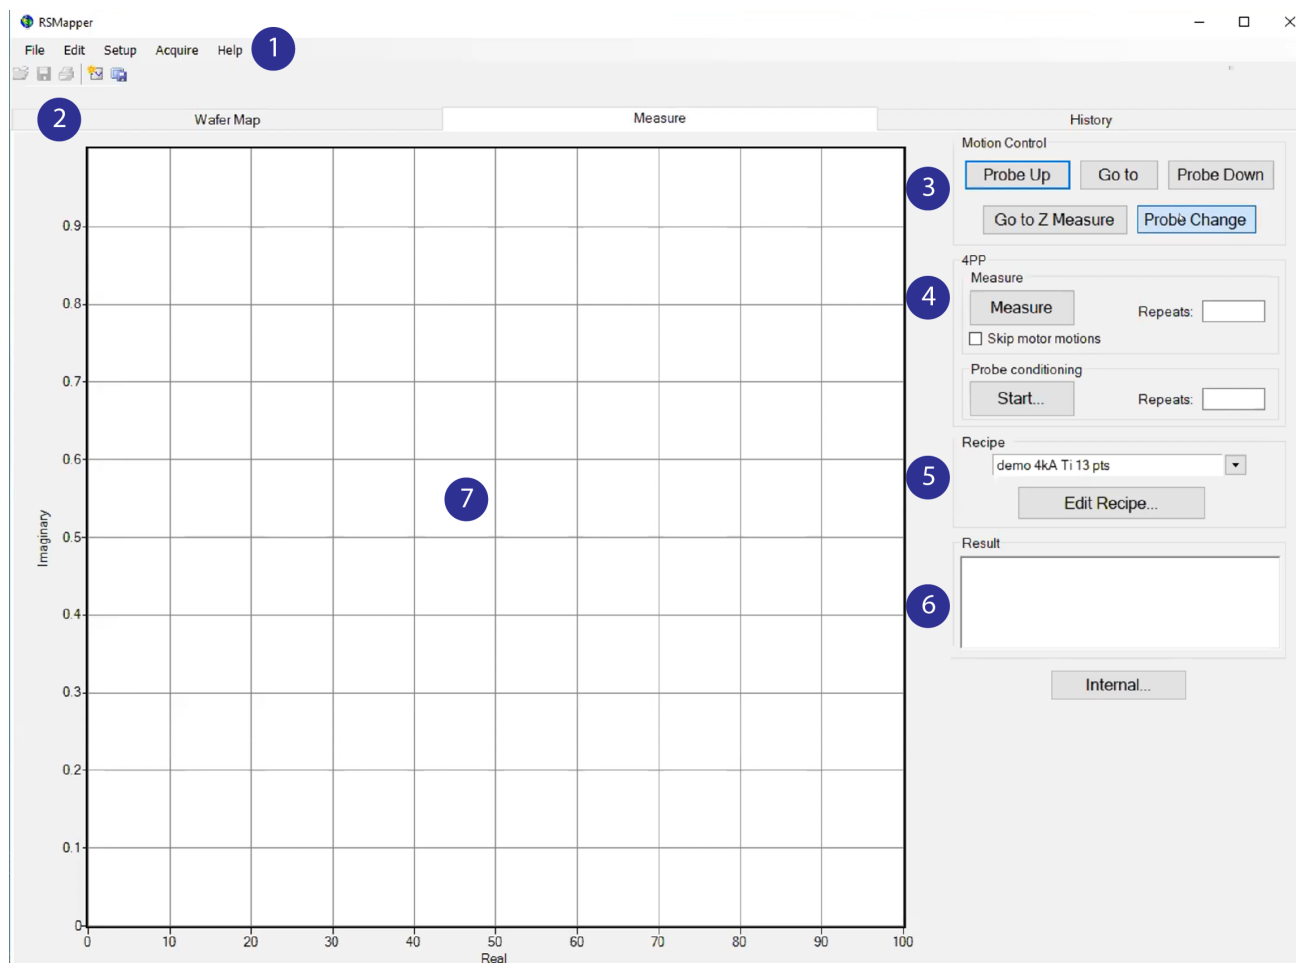 RSMapper
File Edit Setup Acquire Help 1
2 Wafer Map Measure History
Motion Control
3 Probe Up Go to Probe Down
Go to Z Measure Probe Change
4PP
Measure
4 Measure Repeats:
Skip motor motions
Probe conditioning
Start... Repeats:
Recipe
5 demo 4kA Ti 13 pts
Edit Recipe...
Result
6
Internal...
7
Imaginary
0.9
0.8
0.7
0.6
0.5
0.4
0.3
0.2
0.1
0
0 10 20 30 40 50 60 70 80 90 100
Real